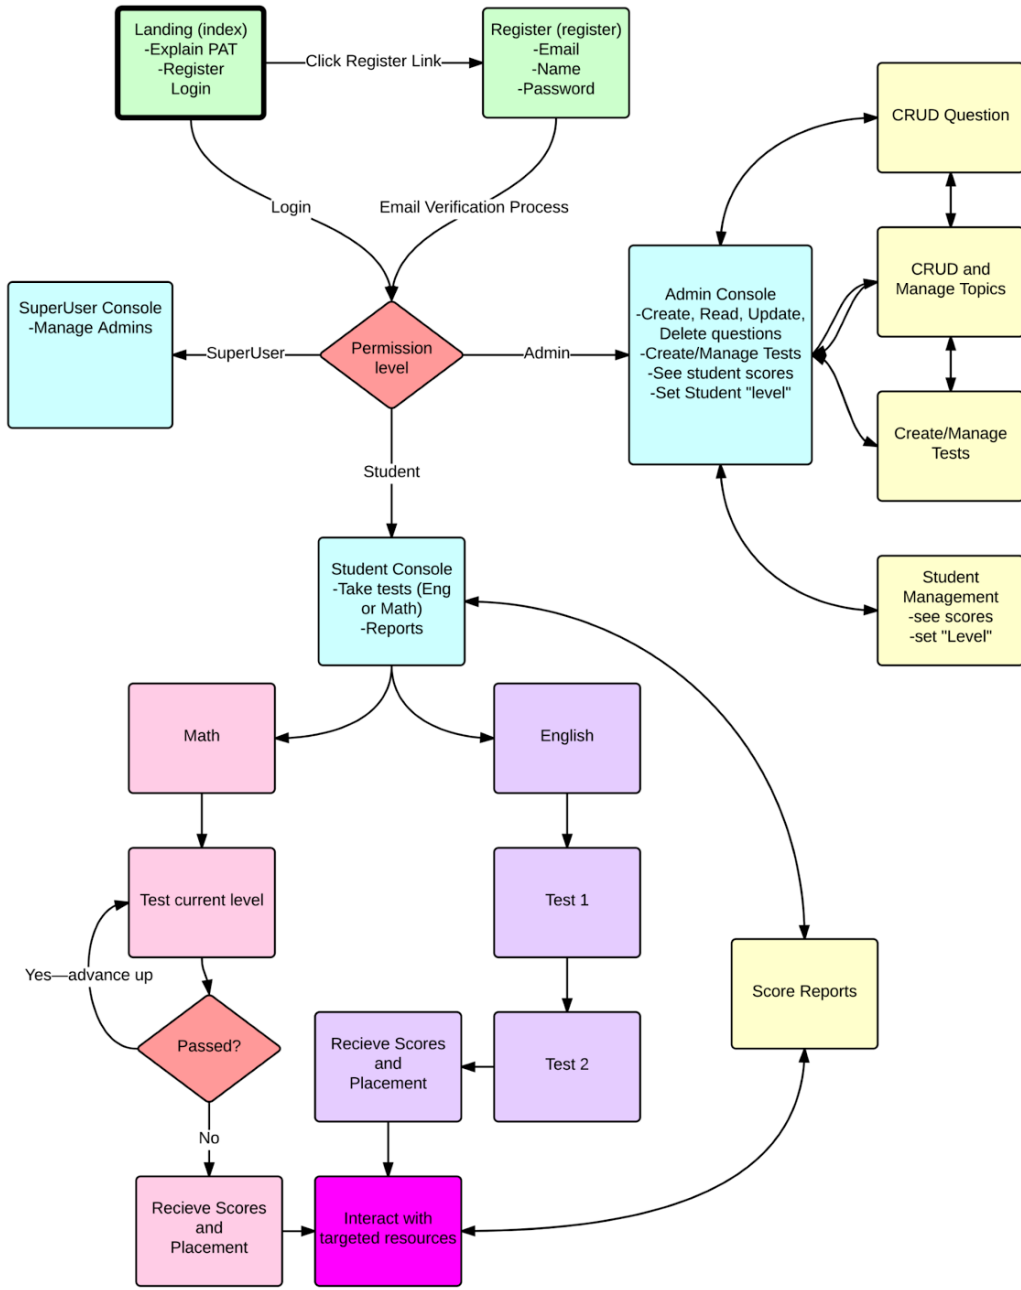 Landing (index)
-Explain PAT
-Register
Login
Click Register Link
Register (register)
-Email
-Name
-Password
CRUD Question
Login
Email Verification Process
CRUD and
Manage Topics
SuperUser Console
-Manage Admins
SuperUser
Permission
level
Admin
Admin Console
-Create, Read, Update,
Delete questions
-Create/Manage Tests
-See student scores
-Set Student "level"
Create/Manage
Tests
Student
Student Console
-Take tests (Eng
or Math)
-Reports
Student
Management
-see scores
-set "Level"
Math
English
Test current level
Test 1
Yes—advance up
Passed?
Recieve Scores
and
Placement
Test 2
Score Reports
No
Recieve Scores
and
Placement
Interact with
targeted resources